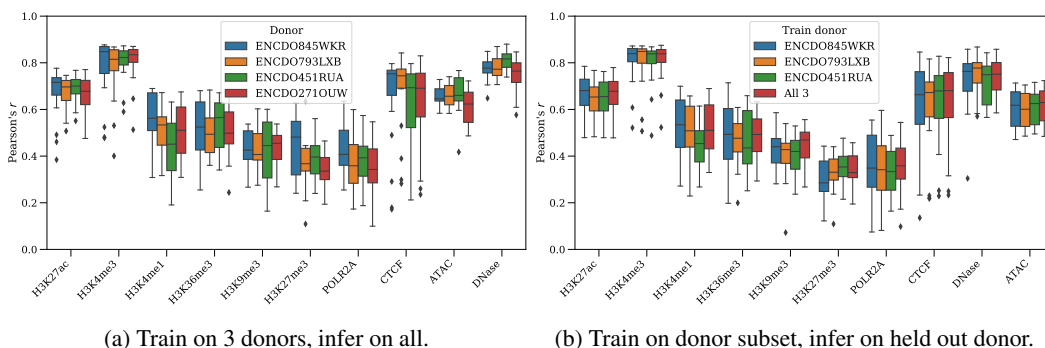 1.0
0.8
0.6
0.4
0.2
0.0
Pearson's r
Donor
ENCDO845WKR
ENCDO793LXB
ENCDO451RUA
ENCDO271OUW
H3K27ac
H3K4me3
H3K4me1
H3K36me3
H3K9me3
H3K27me3
POLR2A
CTCF
ATAC
DNase
(a) Train on 3 donors, infer on all.
1.0
0.8
0.6
0.4
0.2
0.0
Pearson's r
Train donor
ENCDO845WKR
ENCDO793LXB
ENCDO451RUA
All 3
H3K27ac
H3K4me3
H3K4me1
H3K36me3
H3K9me3
H3K27me3
POLR2A
CTCF
DNase
ATAC
(b) Train on donor subset, infer on held out donor.